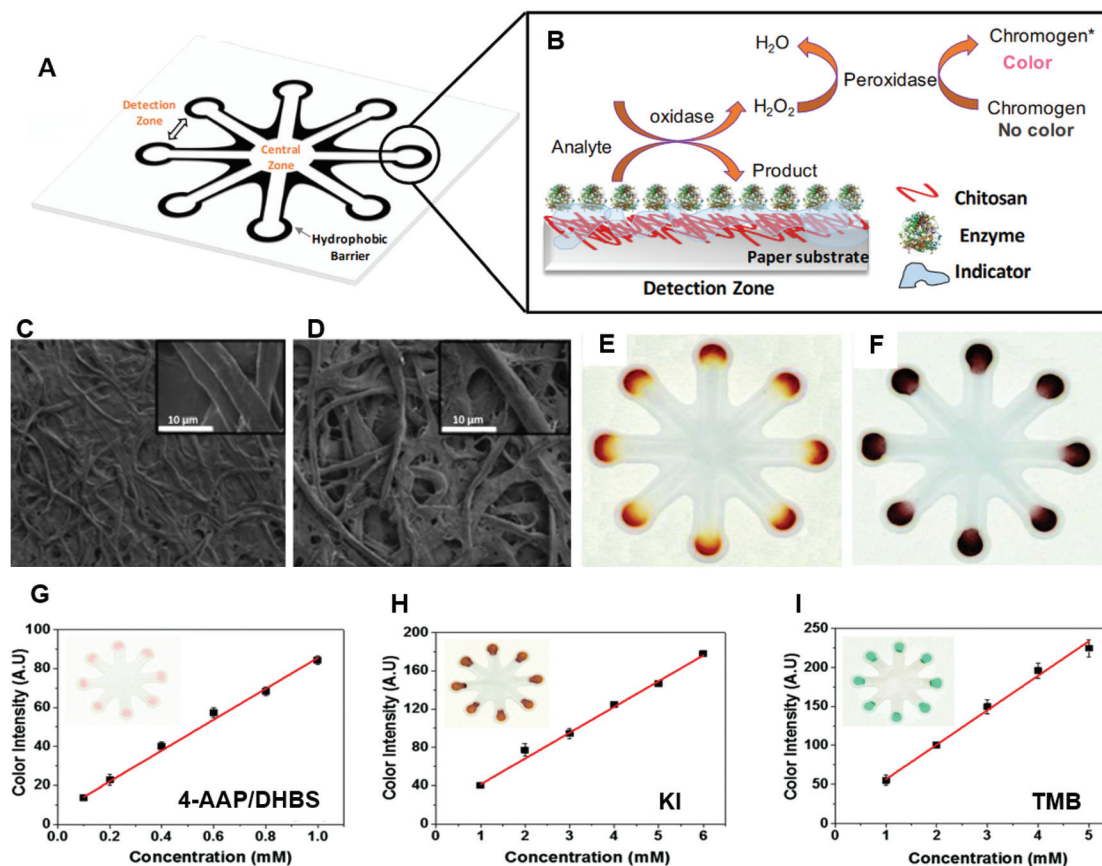 A
Detection
Zone
Central
Zone
Hydrophobic
Barrier
B
H₂O
Chromogen*
Color
Peroxidase
H₂O₂
Chromogen
No color
oxidase
Analyte
Product
Chitosan
Enzyme
Paper substrate
Indicator
Detection Zone
C
10 µm
D
10 µm
E
F
G
Color Intensity (A.U)
100
80
60
40
20
0
4-AAP/DHBS
0.0 0.2 0.4 0.6 0.8 1.0
Concentration (mM)
H
Color Intensity (A.U)
200
160
120
80
40
0
KI
1 2 3 4 5 6
Concentration (mM)
I
Color Intensity (A.U)
250
200
150
100
50
0
TMB
1 2 3 4 5
Concentration (mM)